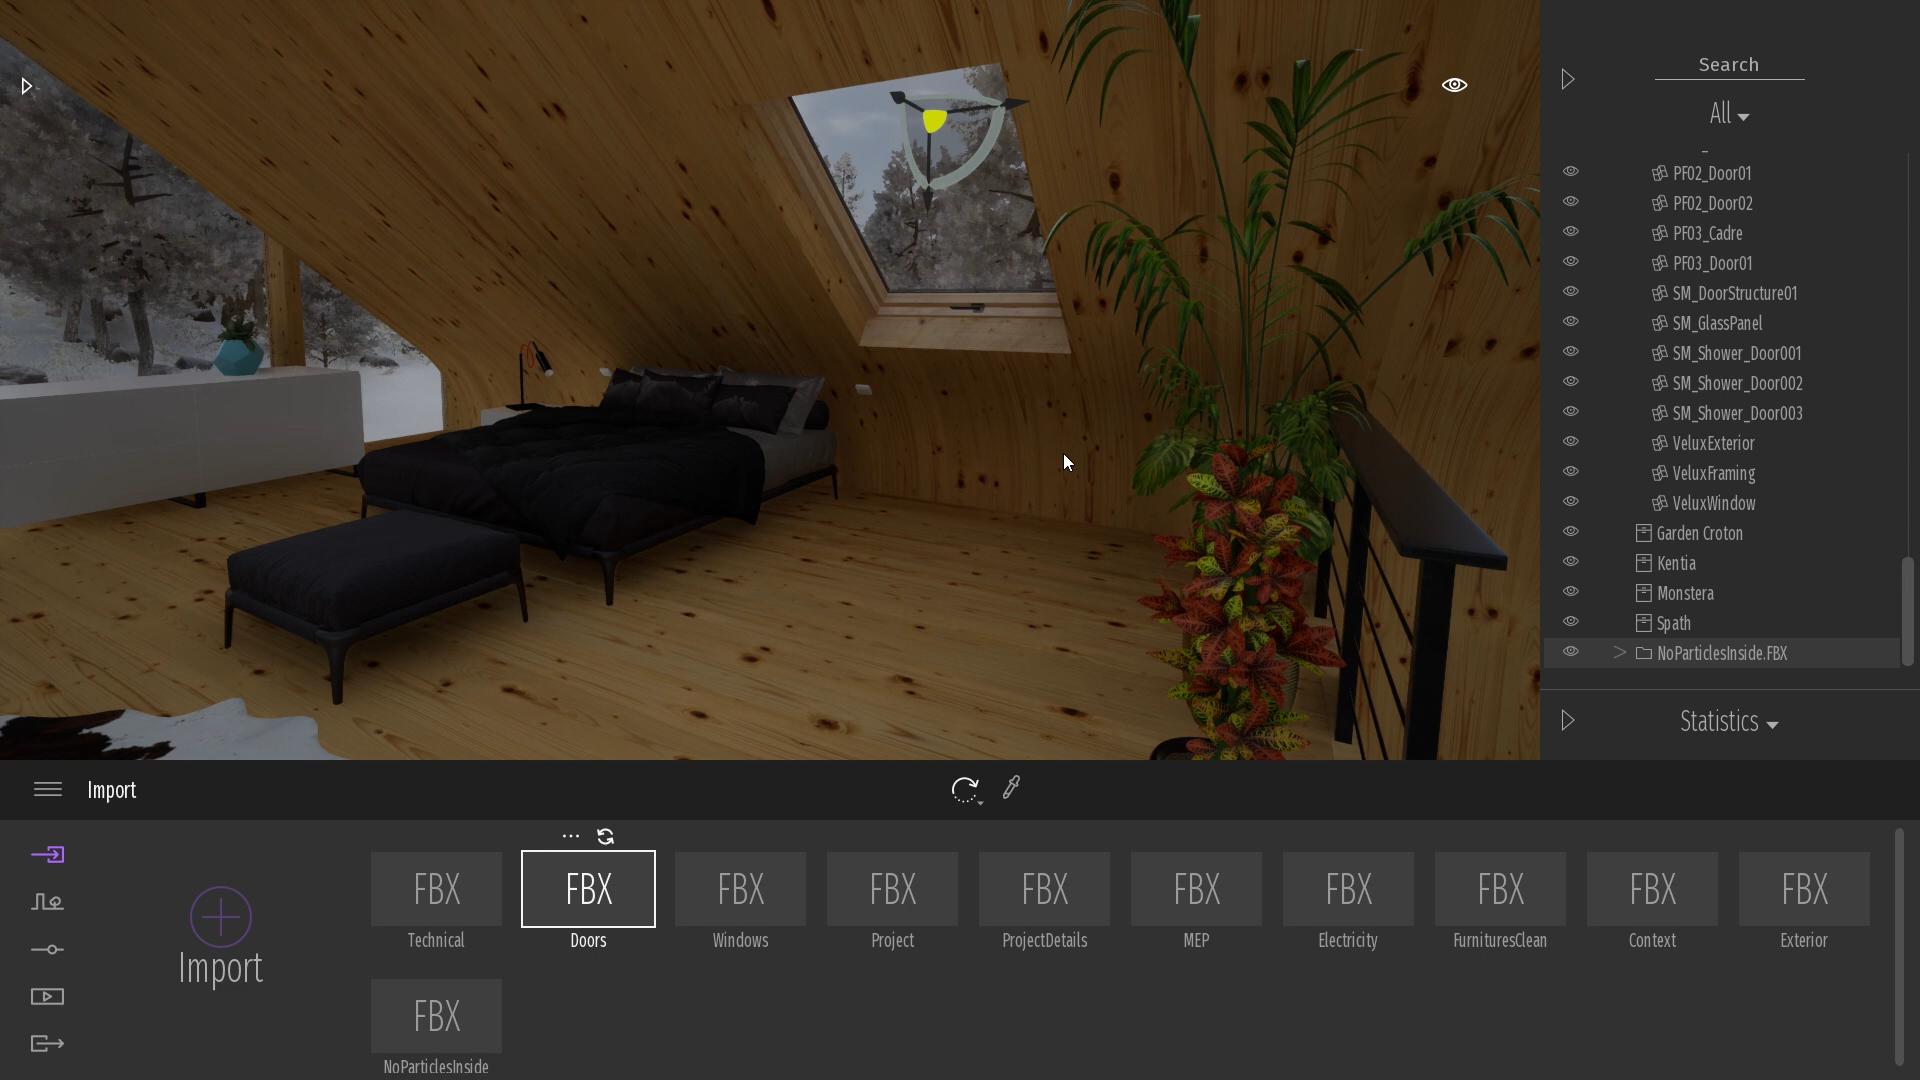 Search
All
PF02_Door01
PF02_Door02
PF03_Cadre
PF03_Door01
SM_DoorStructure01
SM_GlassPanel
SM_Shower_Door001
SM_Shower_Door002
SM_Shower_Door003
VeluxExterior
VeluxFraming
VeluxWindow
Garden Croton
Kentia
Monstera
Spath
> NoParticlesInside.FBX
Statistics
Import
Import
FBX FBX FBX FBX FBX FBX FBX FBX FBX FBX
Technical Doors Windows Project ProjectDetails MEP Electricity FurnituresClean Context Exterior
FBX
NoParticlesInside